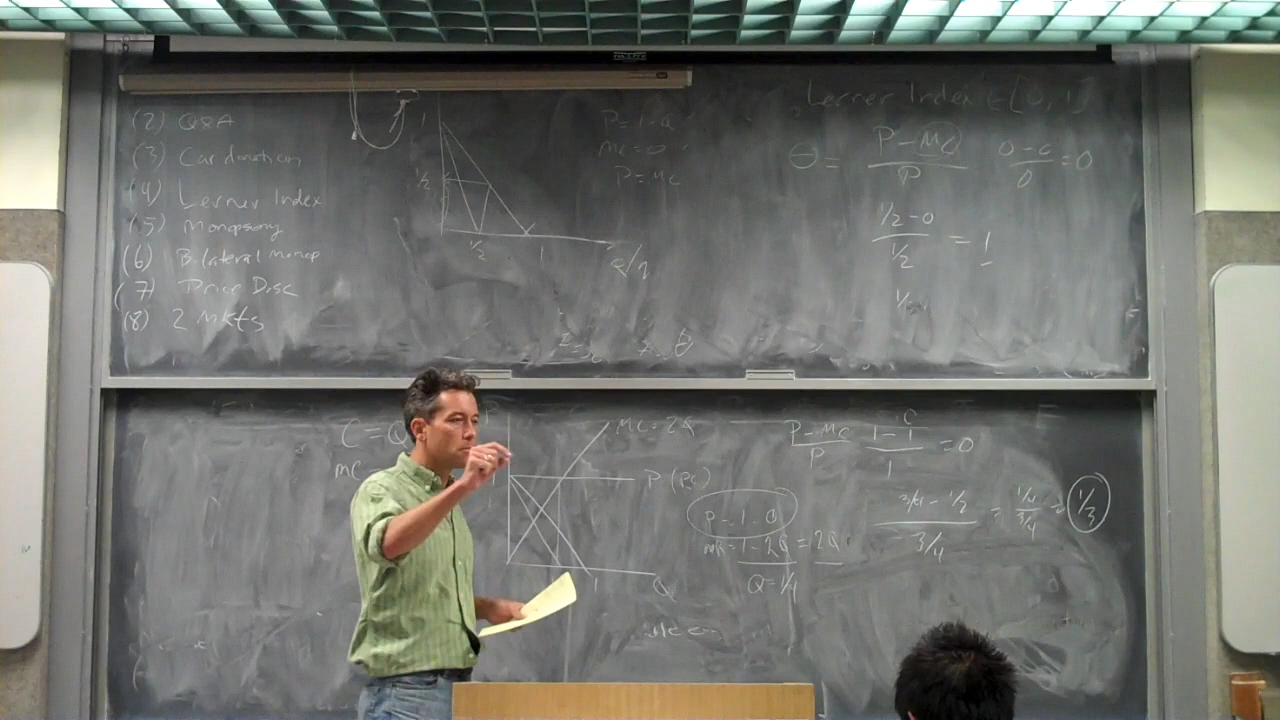 (2) Q&A
(3)
(4) Lerner Index
(5) Monopsony
(6) Bilateral Monop
(7) Price Disc
(8) 2 Mkts
1
1/2
1/2
1
P=1-Q
MC=0
P=MC
Lerner Index ∈[0,1]
Θ= P-MC/P 0-c/0 =0
1/2-0/1/2 = 1
C=Q
MC
MC=2Q
P (PC)
Q
1
P-MC/P 1-1/1 =0
C
P=1-Q
MR=1-2Q=2Q
Q=1/4
3/4-1/2/3/4 = 1/4/3/4 = 1/3